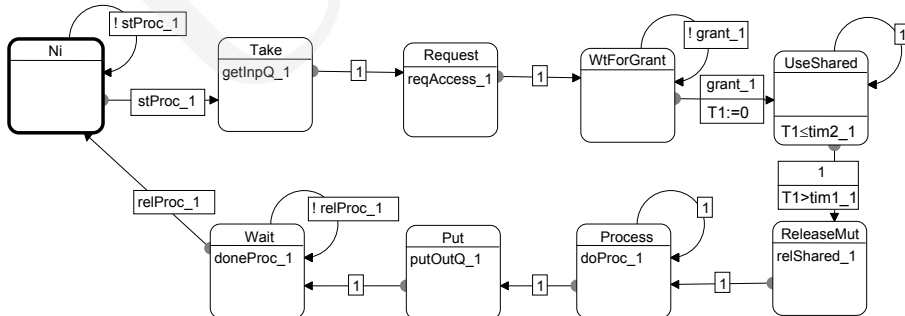 ! stProc_1
Ni
stProc_1
Take
getInpQ_1
1
Request
reqAccess_1
1
! grant_1
WtForGrant
grant_1
T1:=0
1
UseShared
T1≤tim2_1
1
T1>tim1_1
relProc_1
! relProc_1
Wait
doneProc_1
1
Put
putOutQ_1
1
1
Process
doProc_1
1
ReleaseMut
relShared_1